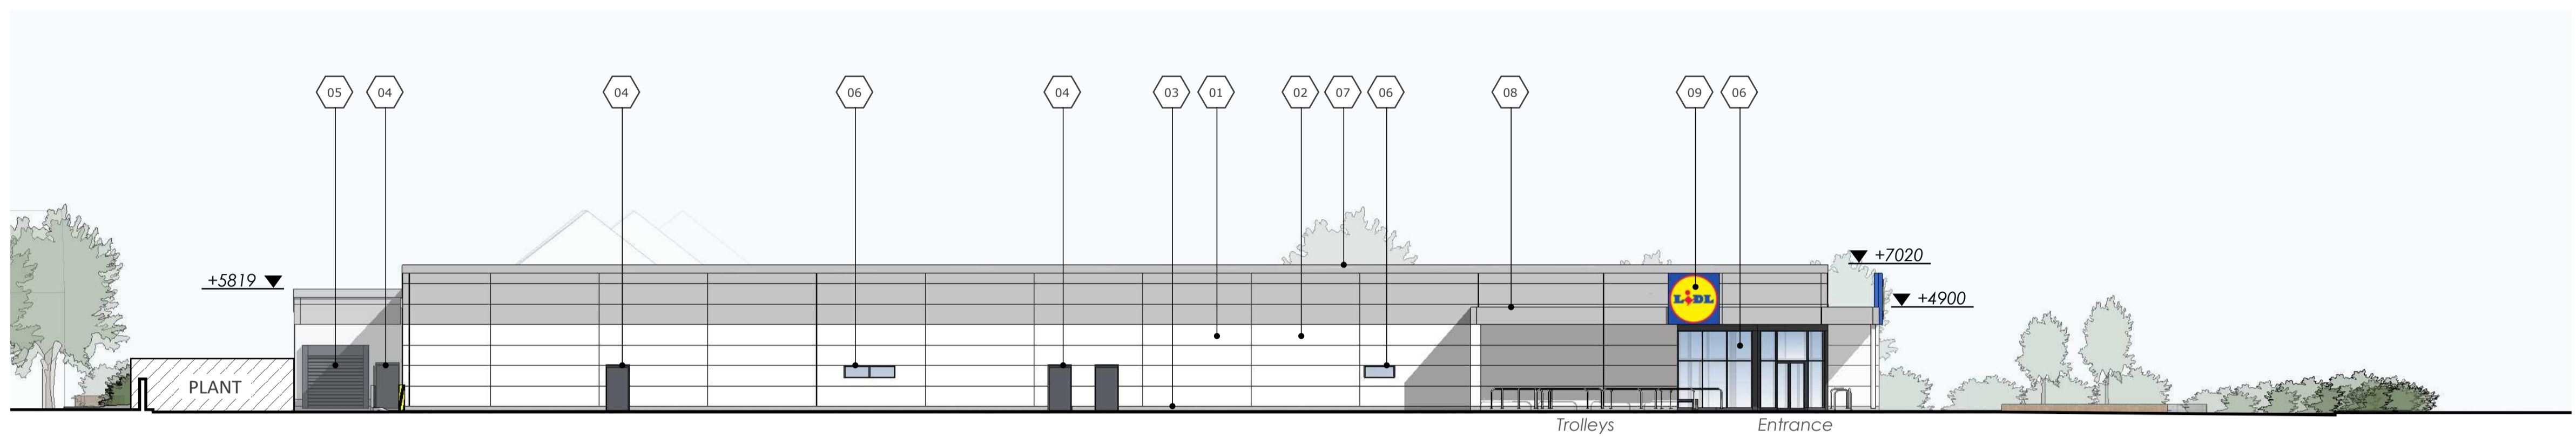 05 04 04 06 04 03 01 02 07 06 08 09 06
+7020
+5819
+4900
LIDL
PLANT
Trolleys Entrance